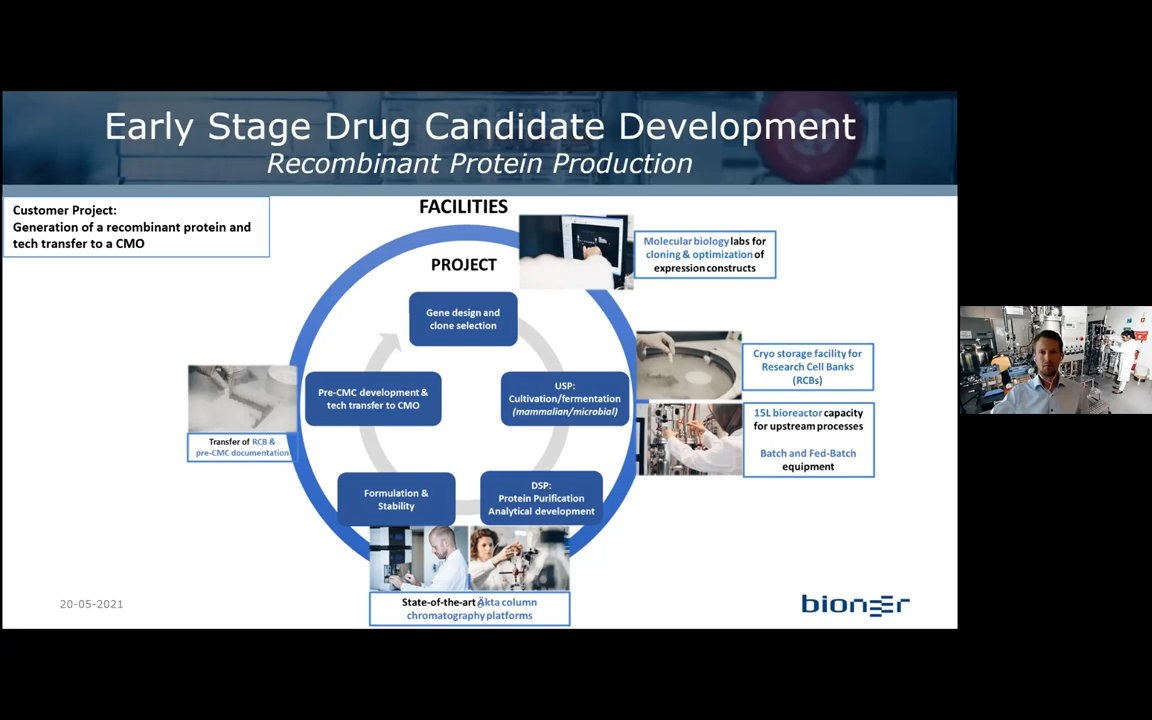 Early Stage Drug Candidate Development
Recombinant Protein Production
Customer Project:
Generation of a recombinant protein and
tech transfer to a CMO
FACILITIES
PROJECT
Gene design and
clone selection
Molecular biology labs for
cloning & optimization of
expression constructs
Cryo storage facility for
Research Cell Banks
(RCBs)
USP:
Cultivation/fermentation
(mammalian/microbial)
15L bioreactor capacity
for upstream processes
Batch and Fed-Batch
equipment
DSP:
Protein Purification
Analytical development
Formulation &
Stability
State-of-the-art Äkta column
chromatography platforms
Pre-CMC development &
tech transfer to CMO
Transfer of RCB &
pre-CMC documentation
20-05-2021
bioneer